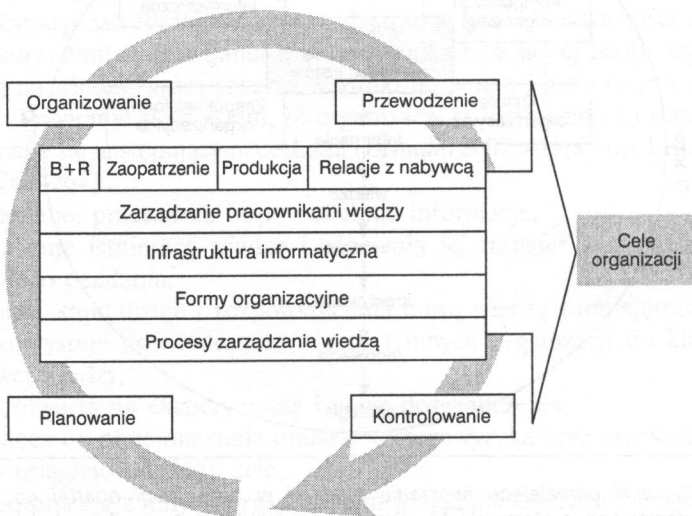 Organizowanie
Przewodzenie
B+R
Zaopatrzenie
Produkcja
Relacje z nabywcą
Zarządzanie pracownikami wiedzy
Infrastruktura informatyczna
Formy organizacyjne
Procesy zarządzania wiedzą
Cele
organizacji
Planowanie
Kontrolowanie